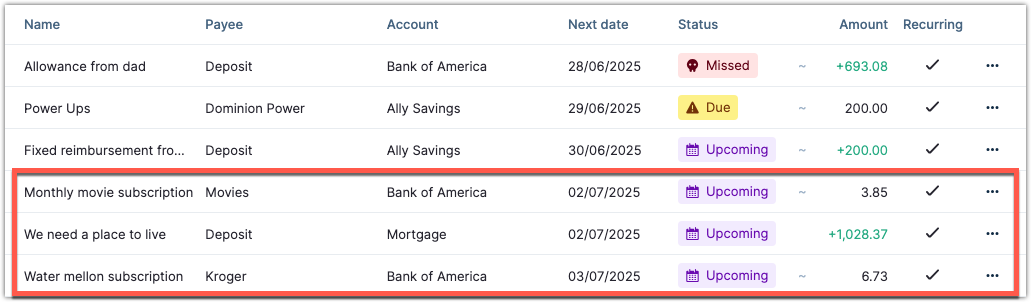 Name Payee Account Next date Status Amount Recurring
Allowance from dad Deposit Bank of America 28/06/2025 Missed ~ +693.08
Power Ups Dominion Power Ally Savings 29/06/2025 Due ~ 200.00
Fixed reimbursement fro... Deposit Ally Savings 30/06/2025 Upcoming ~ +200.00
Monthly movie subscription Movies Bank of America 02/07/2025 Upcoming ~ 3.85
We need a place to live Deposit Mortgage 02/07/2025 Upcoming +1,028.37
Water mellon subscription Kroger Bank of America 03/07/2025 Upcoming ~ 6.73